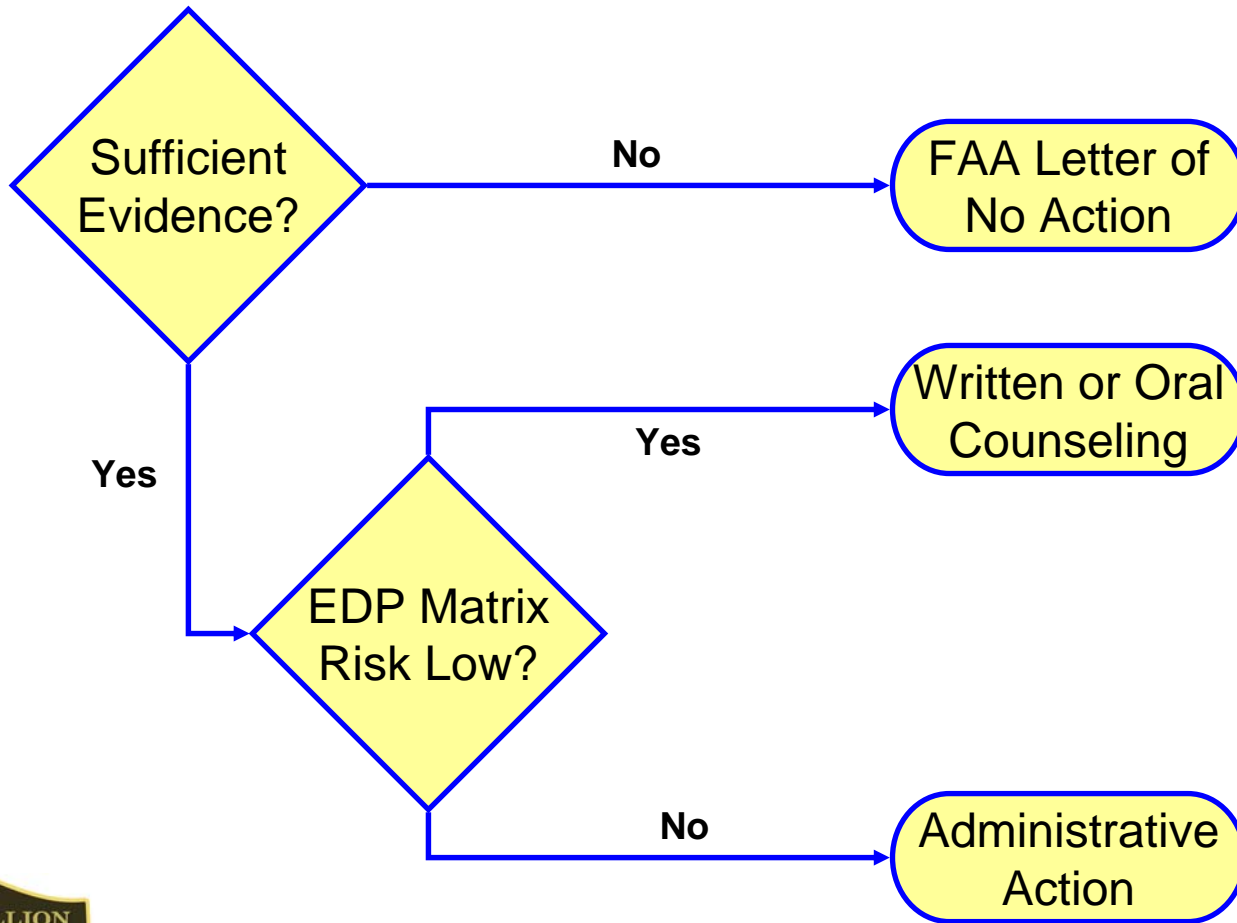 Sufficient
Evidence?
No
FAA Letter of
No Action
Written or Oral
Counseling
Yes
Yes
EDP Matrix
Risk Low?
No
Administrative
Action
LLION